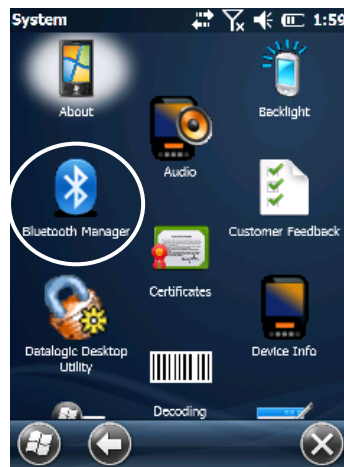 System 1:59
About
Backlight
Audio
Bluetooth Manager
Customer Feedback
Certificates
Datalogic Desktop
Utility
Device Info
Decoding